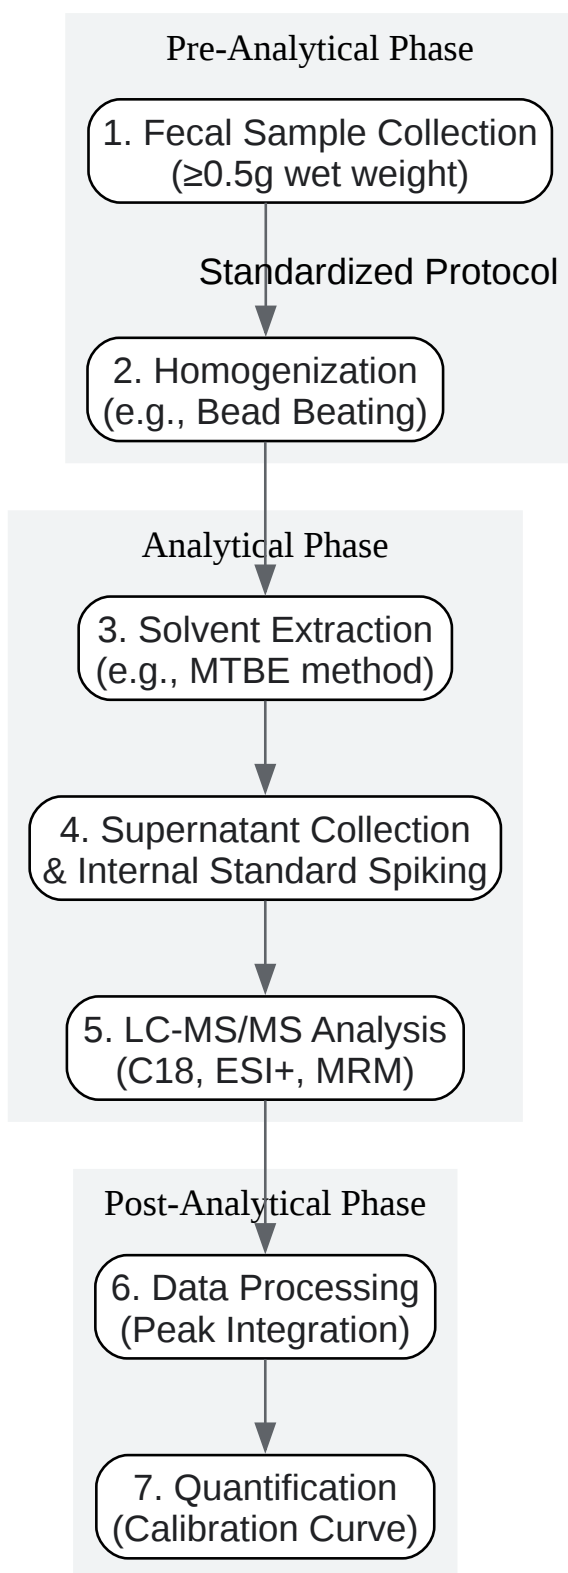 Pre-Analytical Phase
1. Fecal Sample Collection
(≥0.5g wet weight)
Standardized Protocol
2. Homogenization
(e.g., Bead Beating)
Analytical Phase
3. Solvent Extraction
(e.g., MTBE method)
4. Supernatant Collection
& Internal Standard Spiking
5. LC-MS/MS Analysis
(C18, ESI+, MRM)
Post-Analytical Phase
6. Data Processing
(Peak Integration)
7. Quantification
(Calibration Curve)